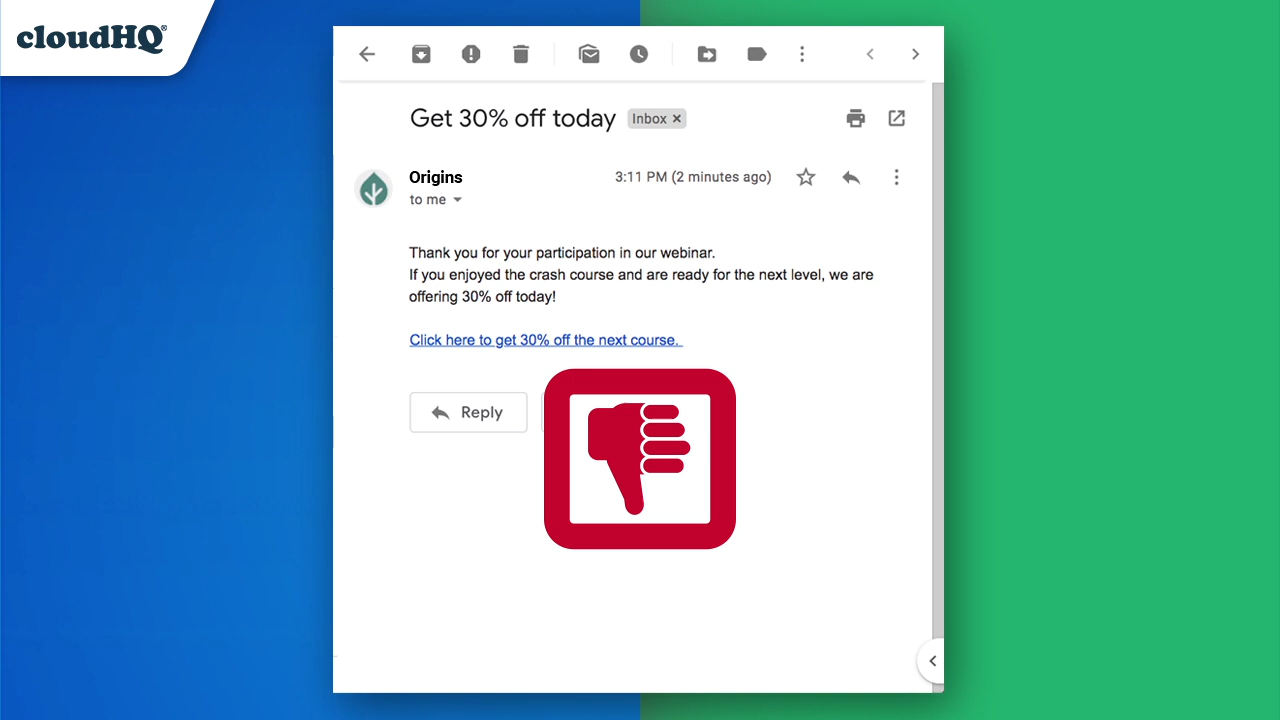 cloudHQ®
Get 30% off today Inbox ×
Origins 3:11 PM (2 minutes ago)
to me
Thank you for your participation in our webinar.
If you enjoyed the crash course and are ready for the next level, we are
offering 30% off today!
Click here to get 30% off the next course.
Reply